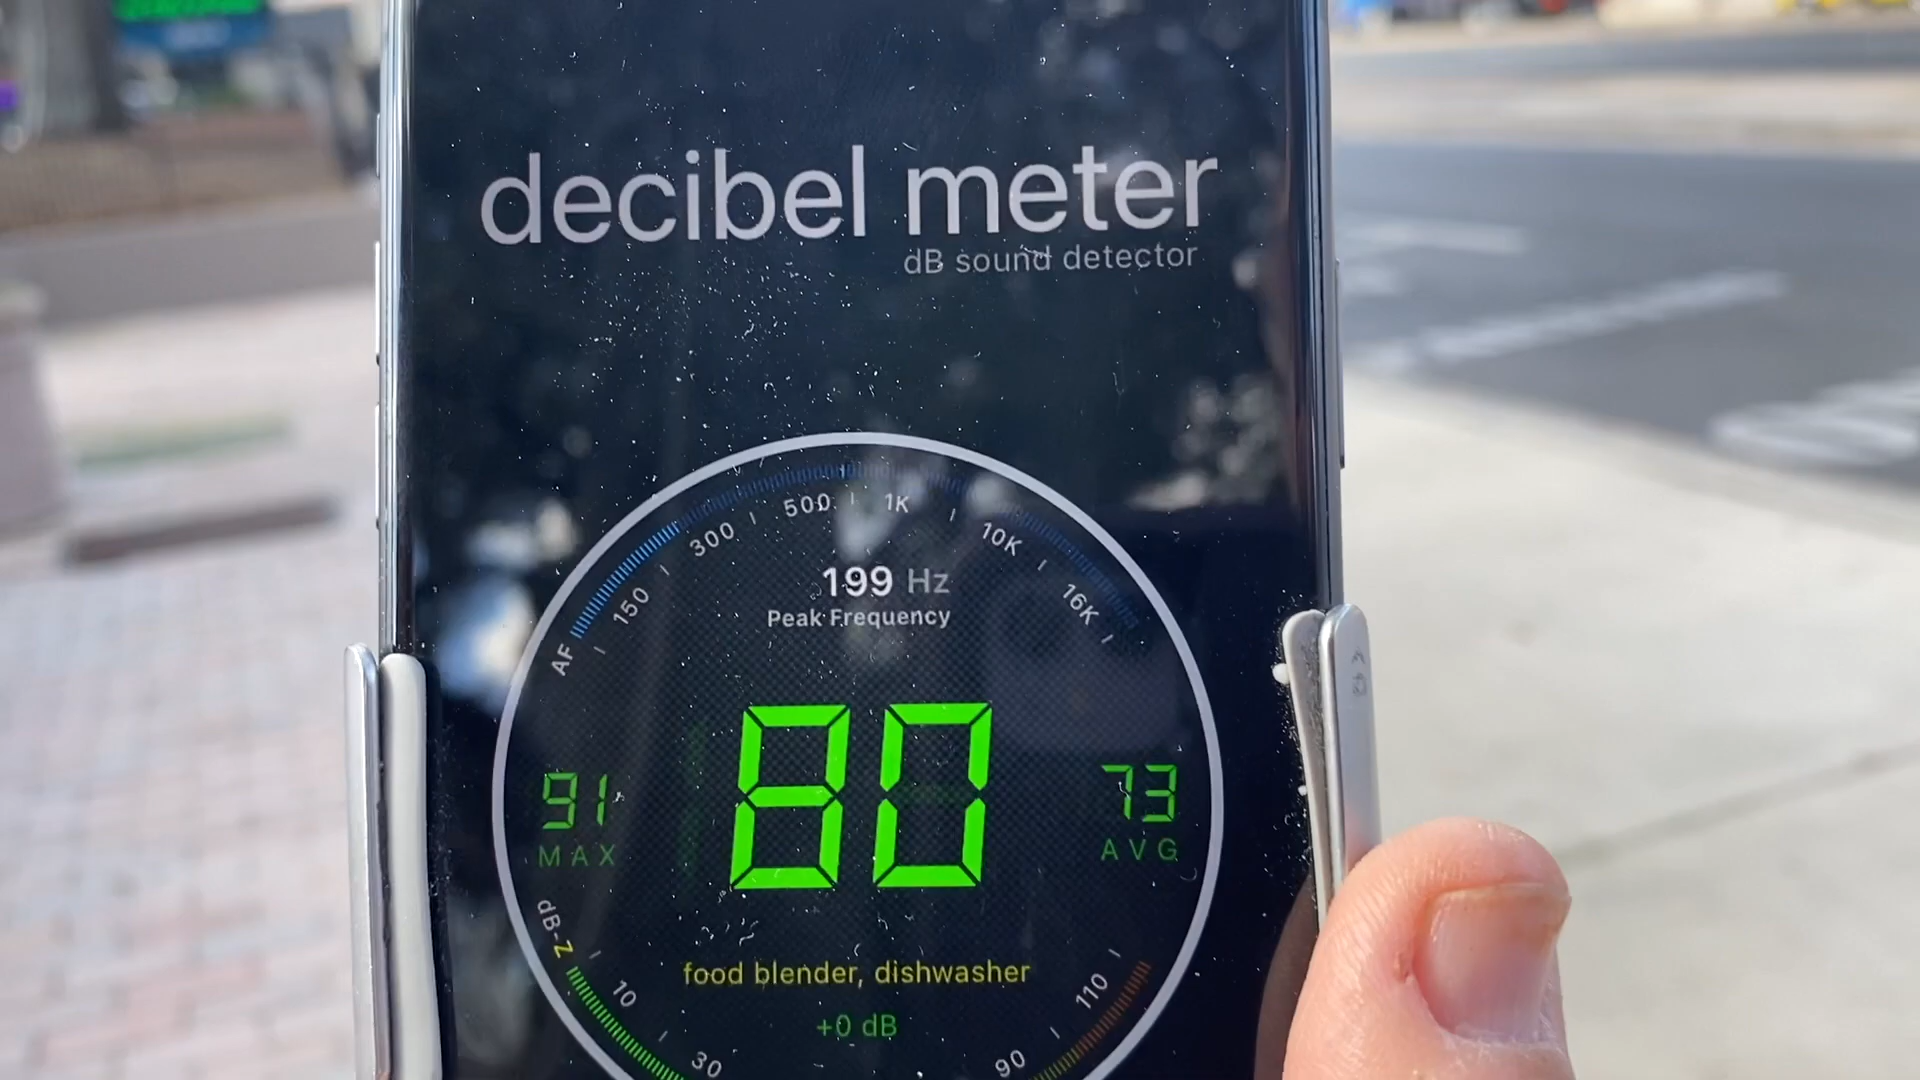 decibel meter
dB sound detector
500 1K
300 10K
150 16K
AF
199 Hz
Peak Frequency
80
91 73
MAX AVG
dB-Z
food blender, dishwasher
10 110
+0 dB
30 90